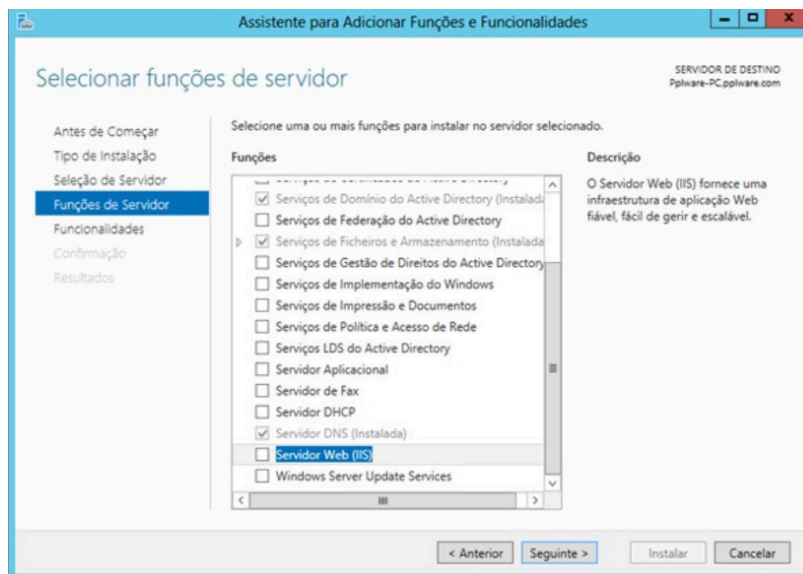 Assistente para Adicionar Funções e Funcionalidades
Selecionar funções de servidor
SERVIDOR DE DESTINO
Pplware-PC.pplware.com
Antes de Começar
Tipo de Instalação
Seleção de Servidor
Funções de Servidor
Funcionalidades
Confirmação
Resultados
Selecione uma ou mais funções para instalar no servidor selecionado.
Funções
Serviços de Domínio do Active Directory (Instalada
Serviços de Federação do Active Directory
Serviços de Ficheiros e Armazenamento (Instalada
Serviços de Gestão de Direitos do Active Directory
Serviços de Implementação do Windows
Serviços de Impressão e Documentos
Serviços de Política e Acesso de Rede
Serviços LDS do Active Directory
Servidor Aplicacional
Servidor de Fax
Servidor DHCP
Servidor DNS (Instalada)
Servidor Web (IIS)
Windows Server Update Services
Descrição
O Servidor Web (IIS) fornece uma
infraestrutura de aplicação Web
fiável, fácil de gerir e escalável.
< Anterior
Seguinte >
Instalar
Cancelar